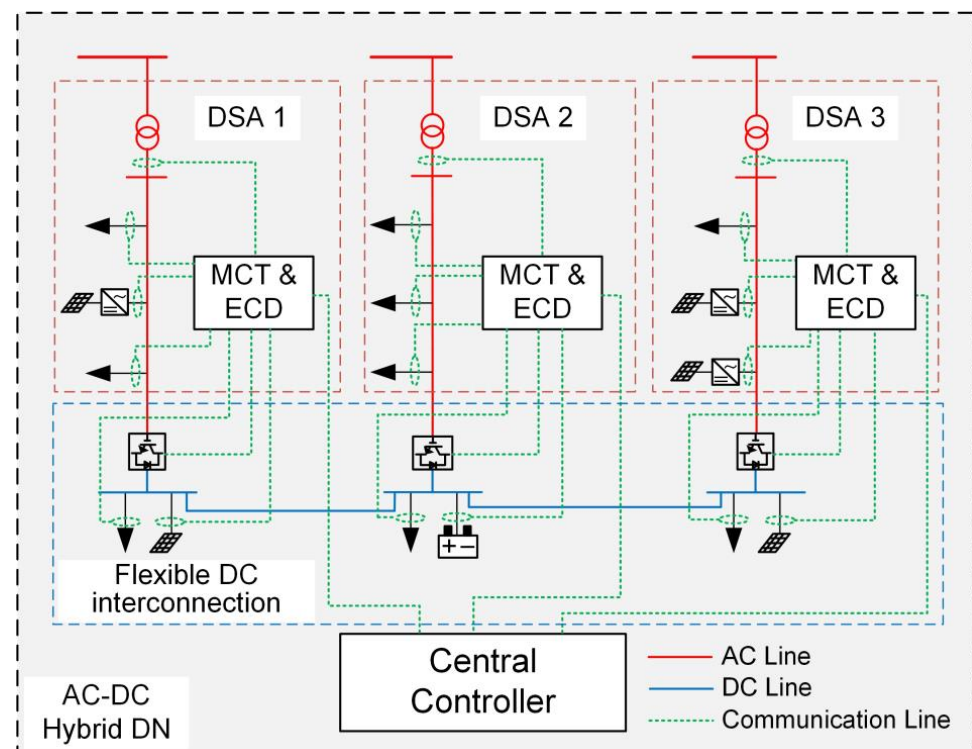 DSA 1
DSA 2
DSA 3
MCT &
ECD
MCT &
ECD
MCT &
ECD
Flexible DC
interconnection
Central
Controller
AC Line
DC Line
Communication Line
AC-DC
Hybrid DN